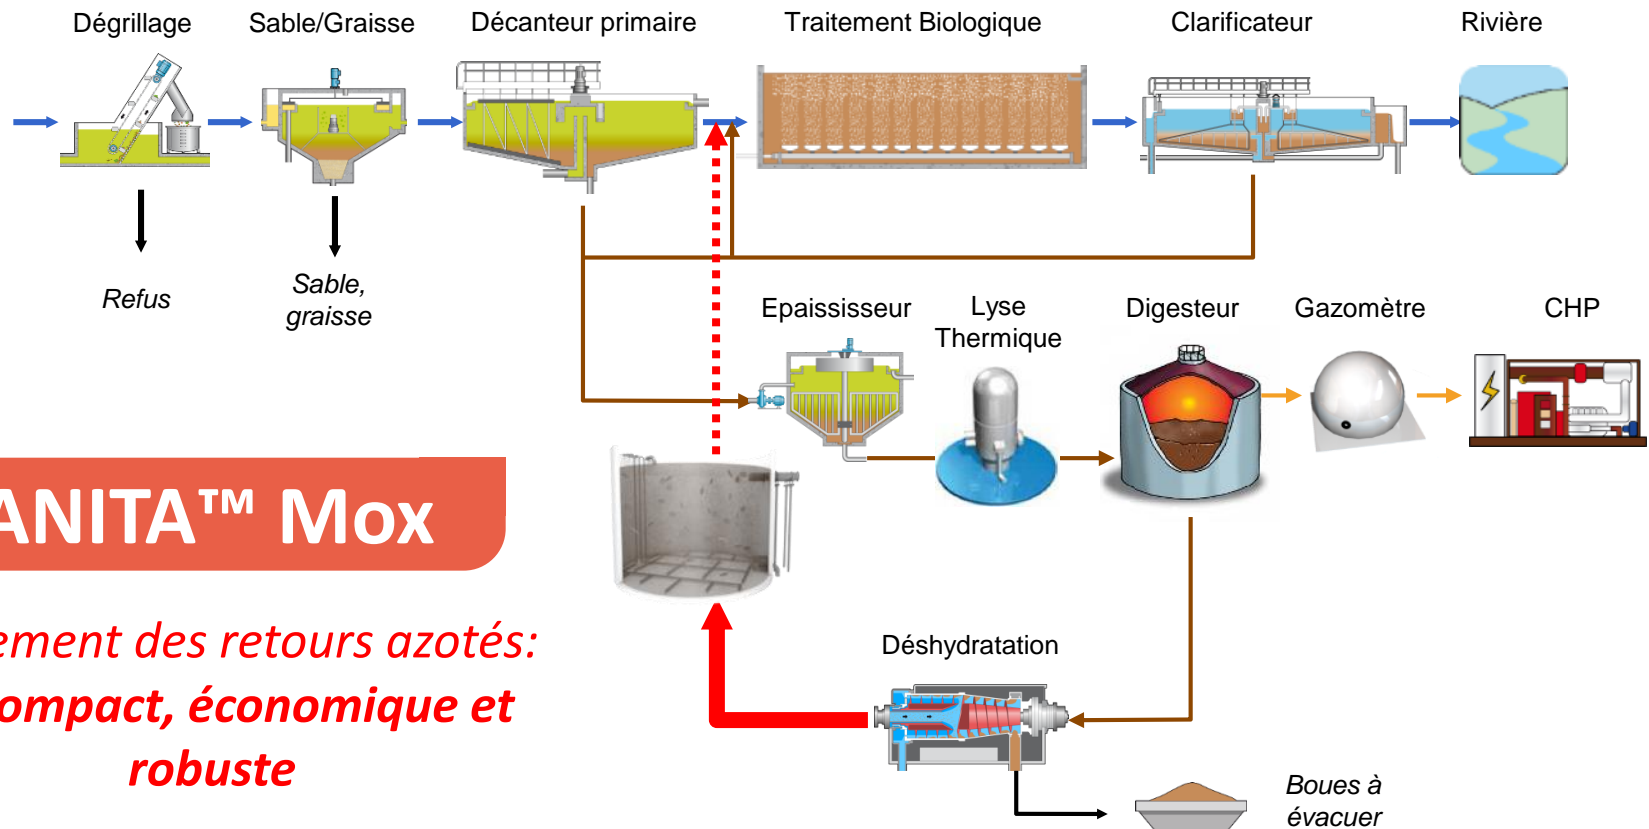 Dégrillage
Sable/Graisse
Décanteur primaire
Traitement Biologique
Clarificateur
Rivière
Refus
Sable,
graisse
Epaississeur
Lyse
Thermique
Digesteur
Gazomètre
CHP
ANITA™ Mox
ement des retours azotés:
ompact, économique et
robuste
Déshydratation
Boues à
évacuer